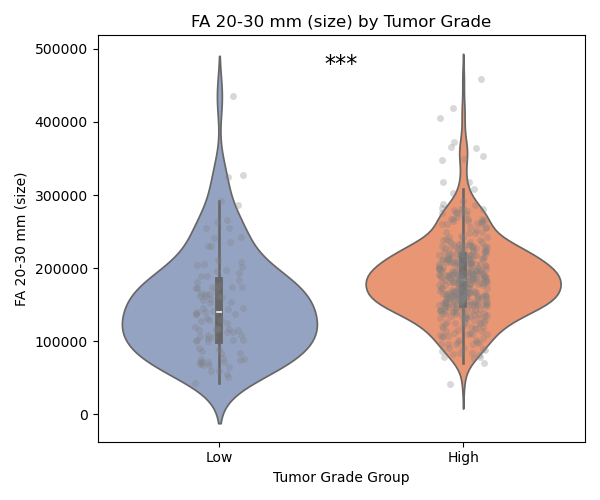 FA 20-30 mm (size) by Tumor Grade
***
500000
400000
300000
200000
100000
0
FA 20-30 mm (size)
Low
High
Tumor Grade Group